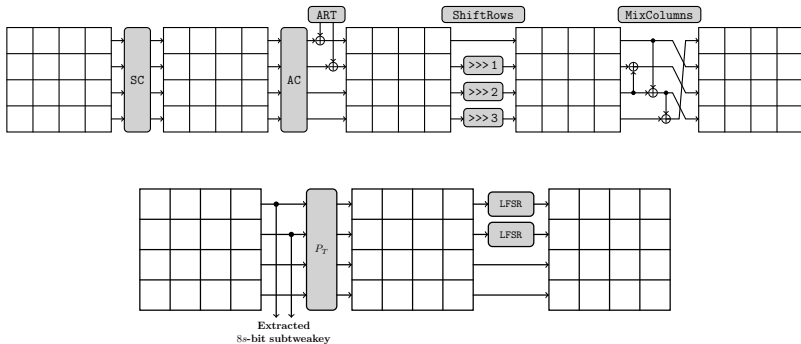 ART
ShiftRows
MixColumns
SC
AC
>>> 1
>>> 2
>>> 3
P_T
LFSR
LFSR
Extracted
8s-bit subtweakey